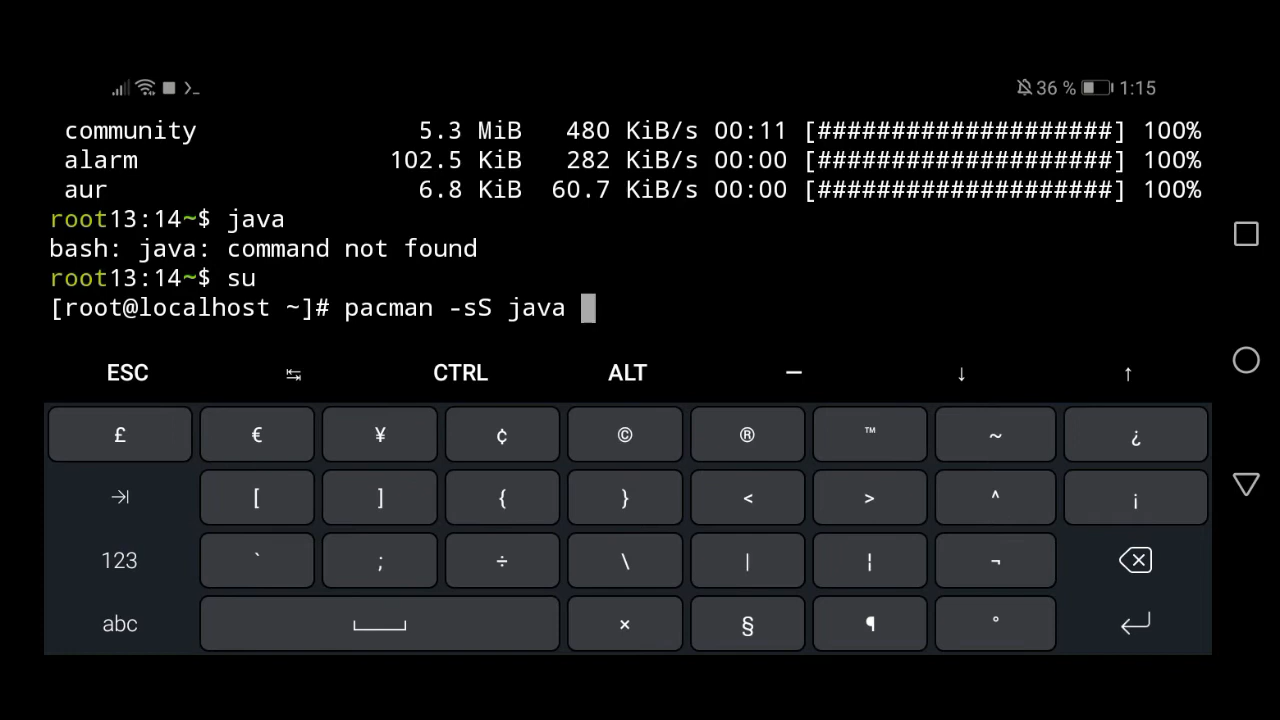 36 % 1:15
community 5.3 MiB 480 KiB/s 00:11 [####################] 100%
alarm 102.5 KiB 282 KiB/s 00:00 [####################] 100%
aur 6.8 KiB 60.7 KiB/s 00:00 [####################] 100%
root13:14~$ java
bash: java: command not found
root13:14~$ su
[root@localhost ~]# pacman -sS java
ESC ↹ CTRL ALT — ↓ ↑
£ € ¥ ¢ © ® ™ ~ ¿
[ ] { } < > ^ ¡
123 ` ; ÷ \ | ¦ ¬
abc × § ¶ °